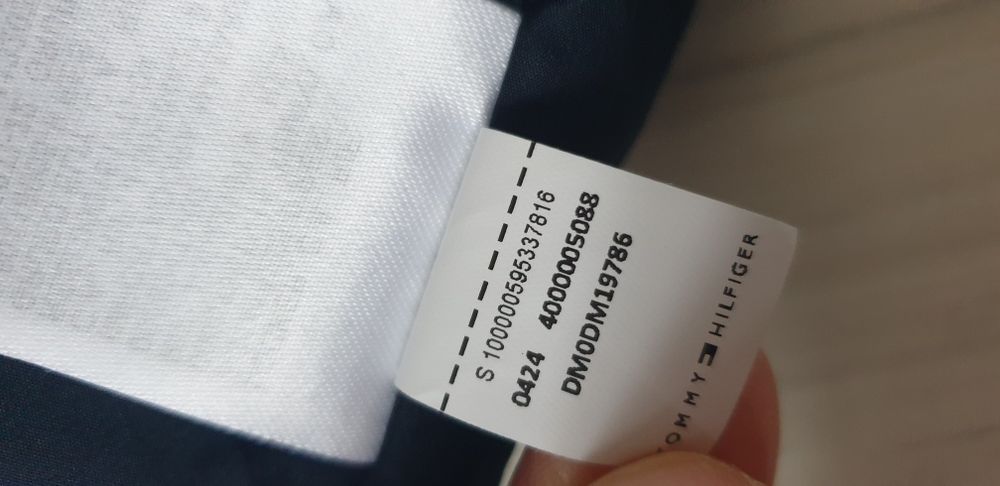 S 100000595337816
0424 4000005088
DM0DM19786
TOMMY HILFIGER